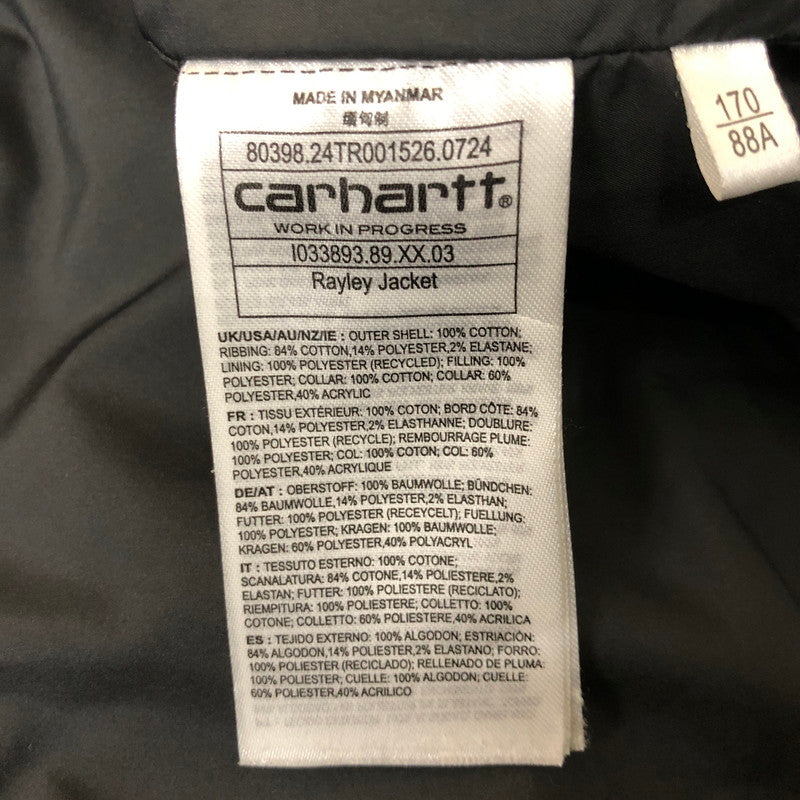 MADE IN MYANMAR
缅甸制
80398.24TR001526.0724
carhartt®
WORK IN PROGRESS
I033893.89.XX.03
Rayley Jacket
UK/USA/AU/NZ/IE : OUTER SHELL: 100% COTTON;
RIBBING: 84% COTTON,14% POLYESTER,2% ELASTANE;
LINING: 100% POLYESTER (RECYCLED); FILLING: 100%
POLYESTER; COLLAR: 100% COTTON; COLLAR: 60%
POLYESTER,40% ACRYLIC
FR : TISSU EXTÉRIEUR: 100% COTON; BORD CÔTE: 84%
COTON,14% POLYESTER,2% ELASTHANNE; DOUBLURE:
100% POLYESTER (RECYCLE); REMBOURRAGE PLUME:
100% POLYESTER; COL: 100% COTON; COL: 60%
POLYESTER,40% ACRYLIQUE
DE/AT : OBERSTOFF: 100% BAUMWOLLE; BÜNDCHEN:
84% BAUMWOLLE,14% POLYESTER,2% ELASTHAN;
FUTTER: 100% POLYESTER (RECEYCELT); FUELLUNG:
100% POLYESTER; KRAGEN: 100% BAUMWOLLE;
KRAGEN: 60% POLYESTER,40% POLYACRYL
IT : TESSUTO ESTERNO: 100% COTONE;
SCANALATURA: 84% COTONE,14% POLIESTERE,2%
ELASTAN; FUTTER: 100% POLIESTERE (RECICLATO);
RIEMPITURA: 100% POLIESTERE; COLLETTO: 100%
COTONE; COLLETTO: 60% POLIESTERE,40% ACRILICA
ES : TEJIDO EXTERNO: 100% ALGODON; ESTRIACIÓN:
84% ALGODON,14% POLIESTER,2% ELASTANO; FORRO:
100% POLIESTER (RECICLADO); RELLENADO DE PLUMA:
100% POLIESTER; CUELLE: 100% ALGODON; CUELLE:
60% POLIESTER,40% ACRILICO
170
88A